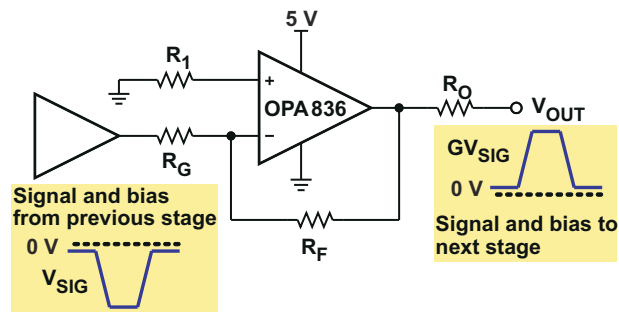 5 V
R1
+
OPA836
−
RG
RO
VOUT
Signal and bias
from previous stage
0 V
VSIG
RF
GVSIG
0 V
Signal and bias to
next stage